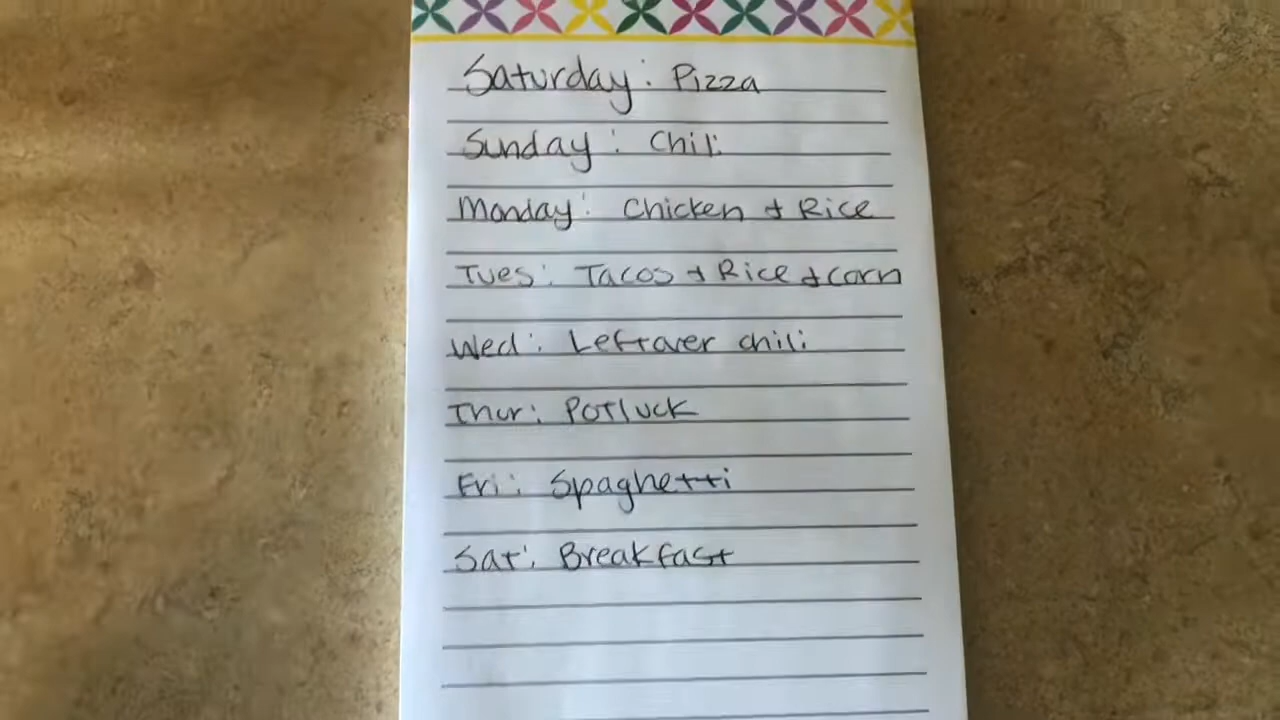 Saturday: Pizza
Sunday: Chili
Monday: Chicken + Rice
Tues: Tacos + Rice + Corn
Wed: Leftover chili
Thur: Potluck
Fri: Spaghetti
Sat: Breakfast